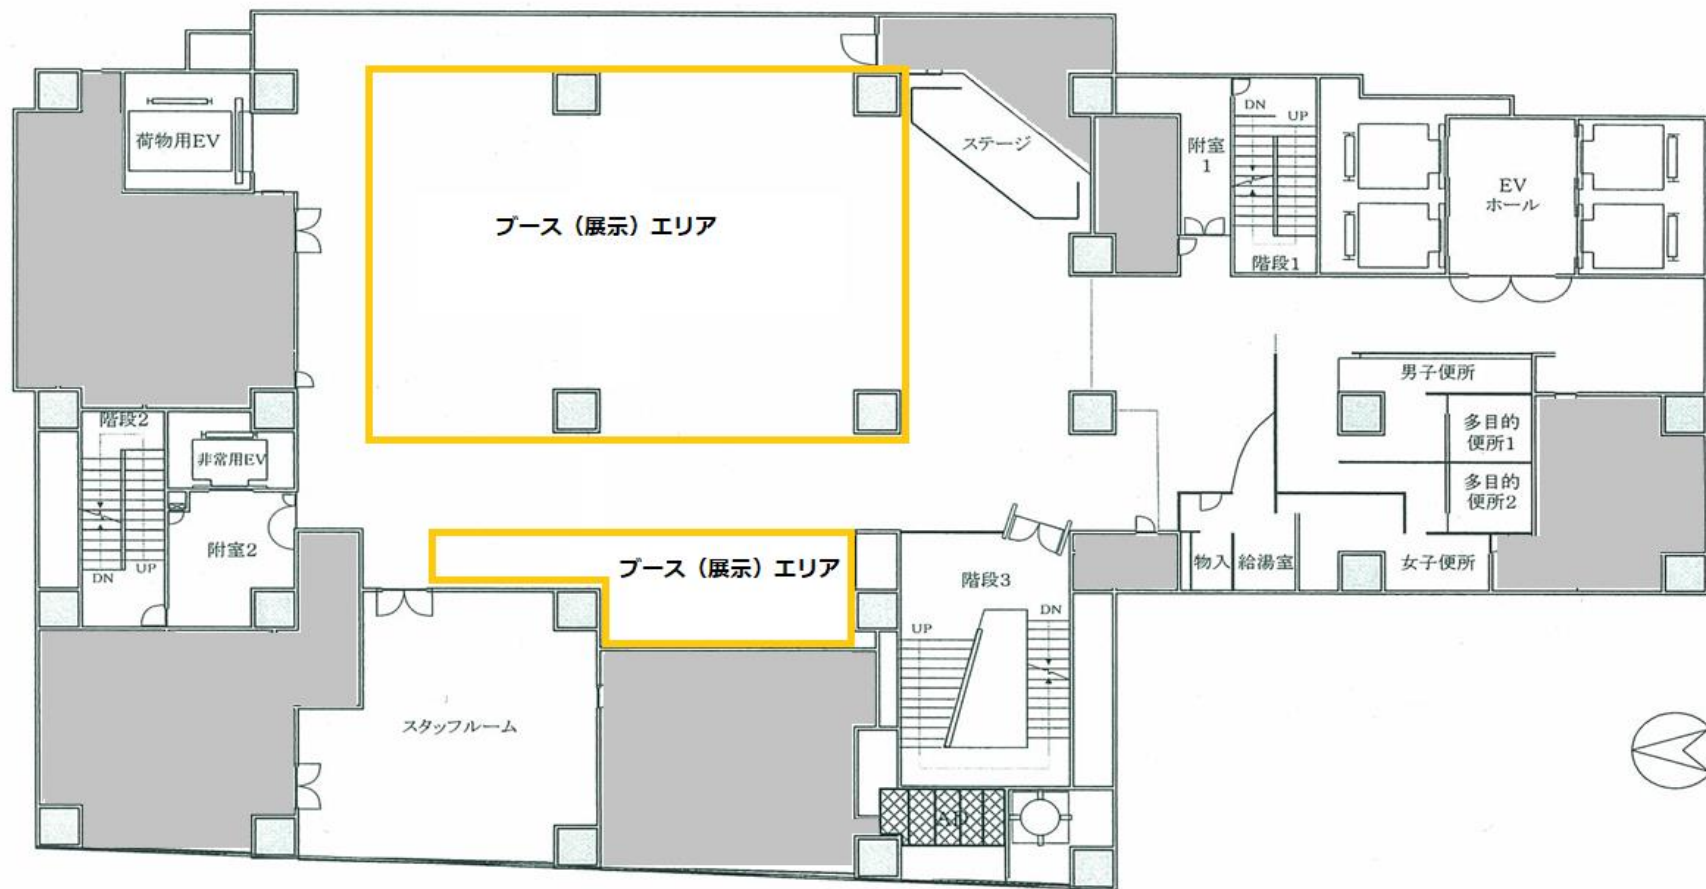 荷物用EV
ステージ
附室
1
DN
UP
階段1
EV
ホール
ブース（展示）エリア
男子便所
多目的
便所1
多目的
便所2
階段2
非常用EV
附室2
DN
UP
ブース（展示）エリア
階段3
物入
給湯室
女子便所
UP
DN
スタッフルーム
AD